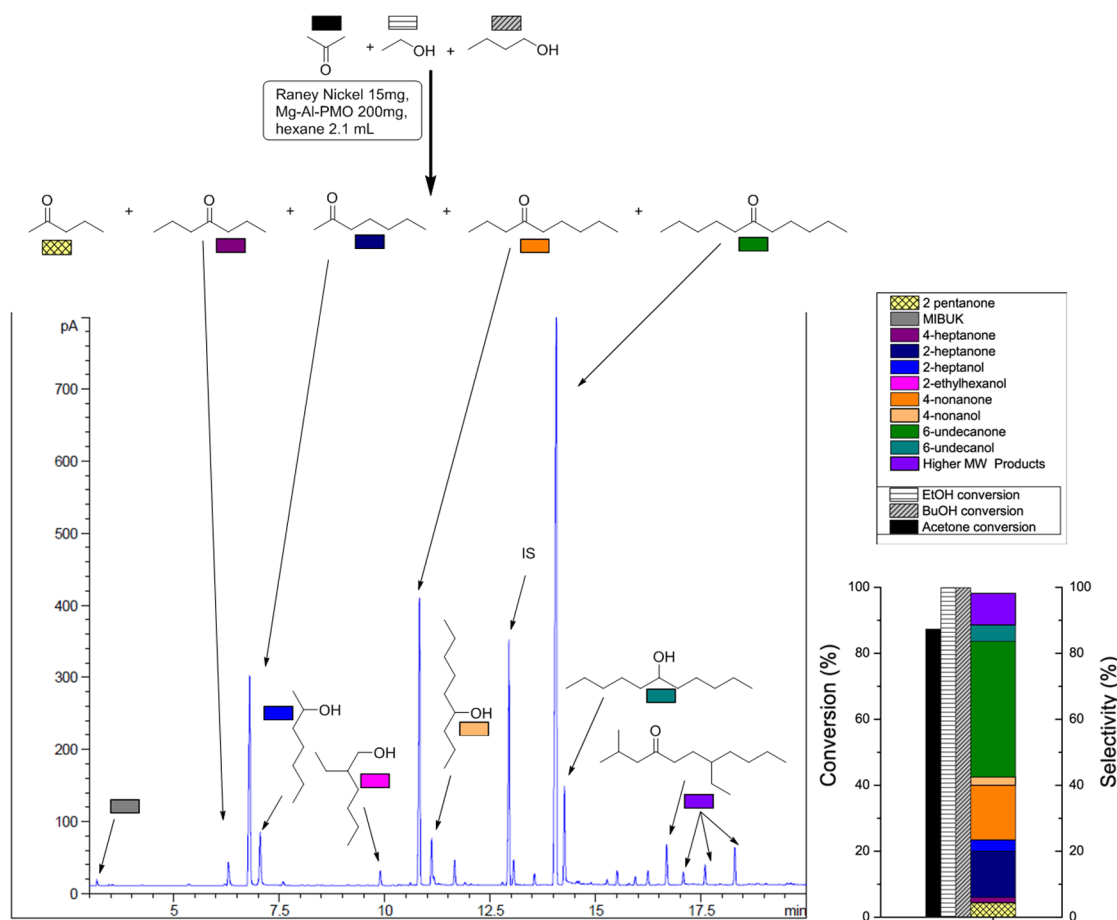 + OH + OH
O
Raney Nickel 15mg,
Mg-Al-PMO 200mg,
hexane 2.1 mL
O + O + O + O + O
pA
700
600
500
400
300
200
100
0
5 7.5 10 12.5 15 17.5 min
IS
OH
OH
OH
OH
O
2 pentanone
MIBUK
4-heptanone
2-heptanone
2-heptanol
2-ethylhexanol
4-nonanone
4-nonanol
6-undecanone
6-undecanol
Higher MW Products
EtOH conversion
BuOH conversion
Acetone conversion
Conversion (%)
100
80
60
40
20
0
100
80
60
40
20
0
Selectivity (%)